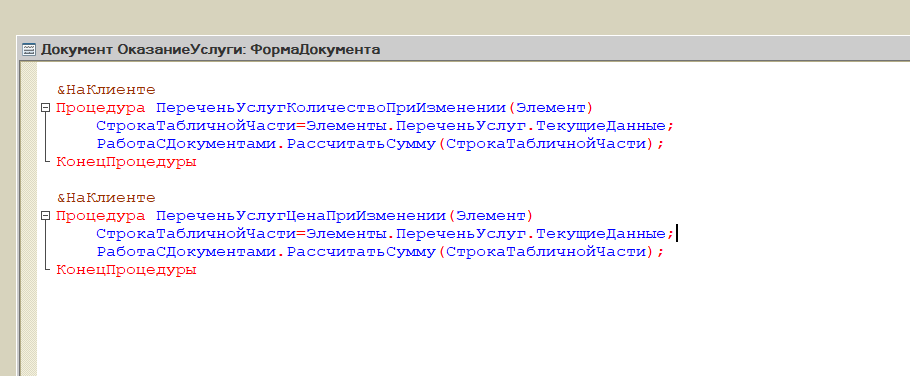 Документ ОказаниеУслуги: ФормаДокумента
&НаКлиенте
Процедура ПереченьУслугКоличествоПриИзменении(Элемент)
СтрокаТабличнойЧасти=Элементы.ПереченьУслуг.ТекущиеДанные;
РаботаСДокументами.РассчитатьСумму(СтрокаТабличнойЧасти);
КонецПроцедуры
&НаКлиенте
Процедура ПереченьУслугЦенаПриИзменении(Элемент)
СтрокаТабличнойЧасти=Элементы.ПереченьУслуг.ТекущиеДанные;
РаботаСДокументами.РассчитатьСумму(СтрокаТабличнойЧасти);
КонецПроцедуры